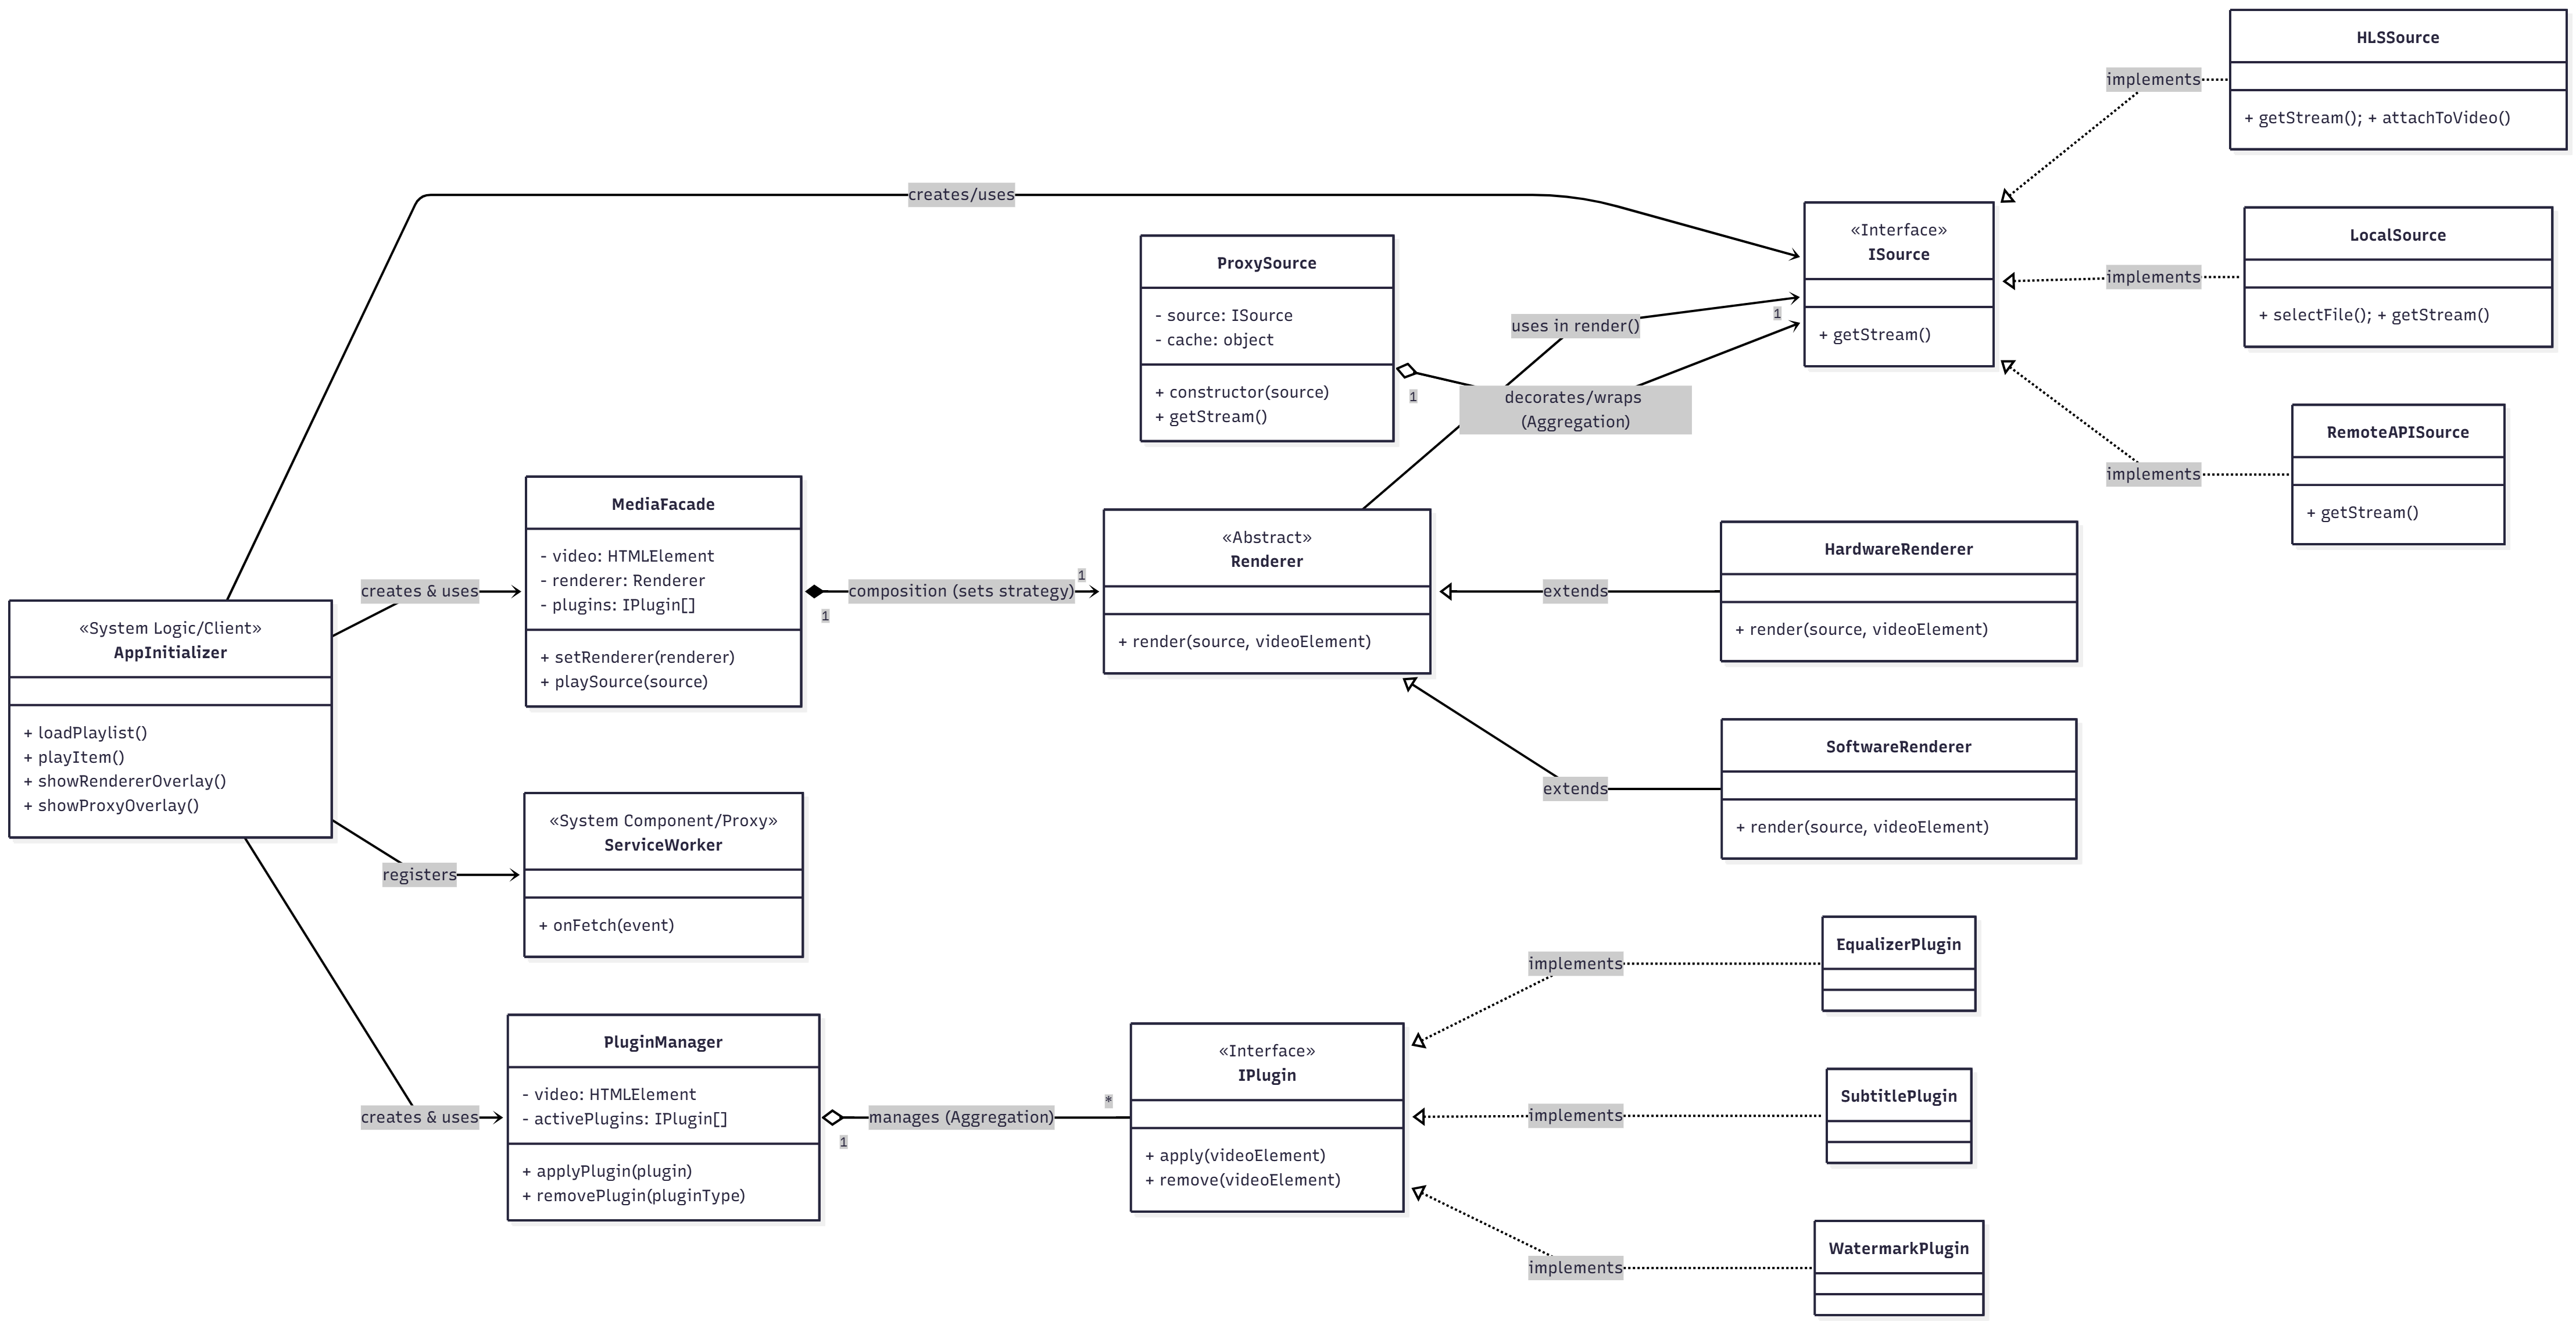 HLSSource
+ getStream(); + attachToVideo()
implements
creates/uses
«Interface»
ISource
+ getStream()
LocalSource
+ selectFile(); + getStream()
implements
ProxySource
- source: ISource
- cache: object
+ constructor(source)
+ getStream()
uses in render()
1
1
decorates/wraps
(Aggregation)
RemoteAPISource
+ getStream()
implements
MediaFacade
- video: HTMLElement
- renderer: Renderer
- plugins: IPlugin[]
+ setRenderer(renderer)
+ playSource(source)
creates & uses
composition (sets strategy)
1
1
«Abstract»
Renderer
+ render(source, videoElement)
HardwareRenderer
+ render(source, videoElement)
extends
«System Logic/Client»
AppInitializer
+ loadPlaylist()
+ playItem()
+ showRendererOverlay()
+ showProxyOverlay()
SoftwareRenderer
+ render(source, videoElement)
extends
«System Component/Proxy»
ServiceWorker
+ onFetch(event)
registers
EqualizerPlugin
implements
PluginManager
- video: HTMLElement
- activePlugins: IPlugin[]
+ applyPlugin(plugin)
+ removePlugin(pluginType)
creates & uses
manages (Aggregation)
*
1
«Interface»
IPlugin
+ apply(videoElement)
+ remove(videoElement)
SubtitlePlugin
implements
WatermarkPlugin
implements